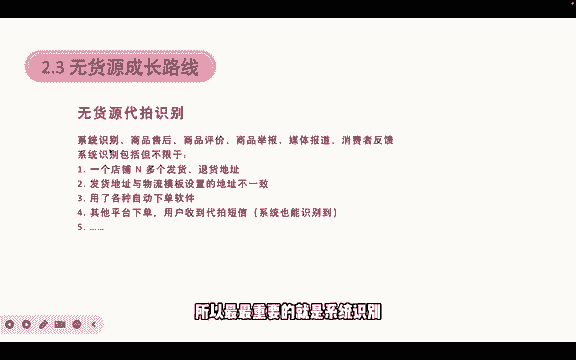 2.3 无货源成长路线
无货源代拍识别
系统识别、商品售后、商品评价、商品举报、媒体报道、消费者反馈
系统识别包括但不限于:
1. 一个店铺 N 多个发货、退货地址
2. 发货地址与物流模板设置的地址不一致
3. 用了各种自动下单软件
4. 其他平台下单，用户收到代拍短信（系统也能识别到）
5. ……
所以最最重要的就是系统识别